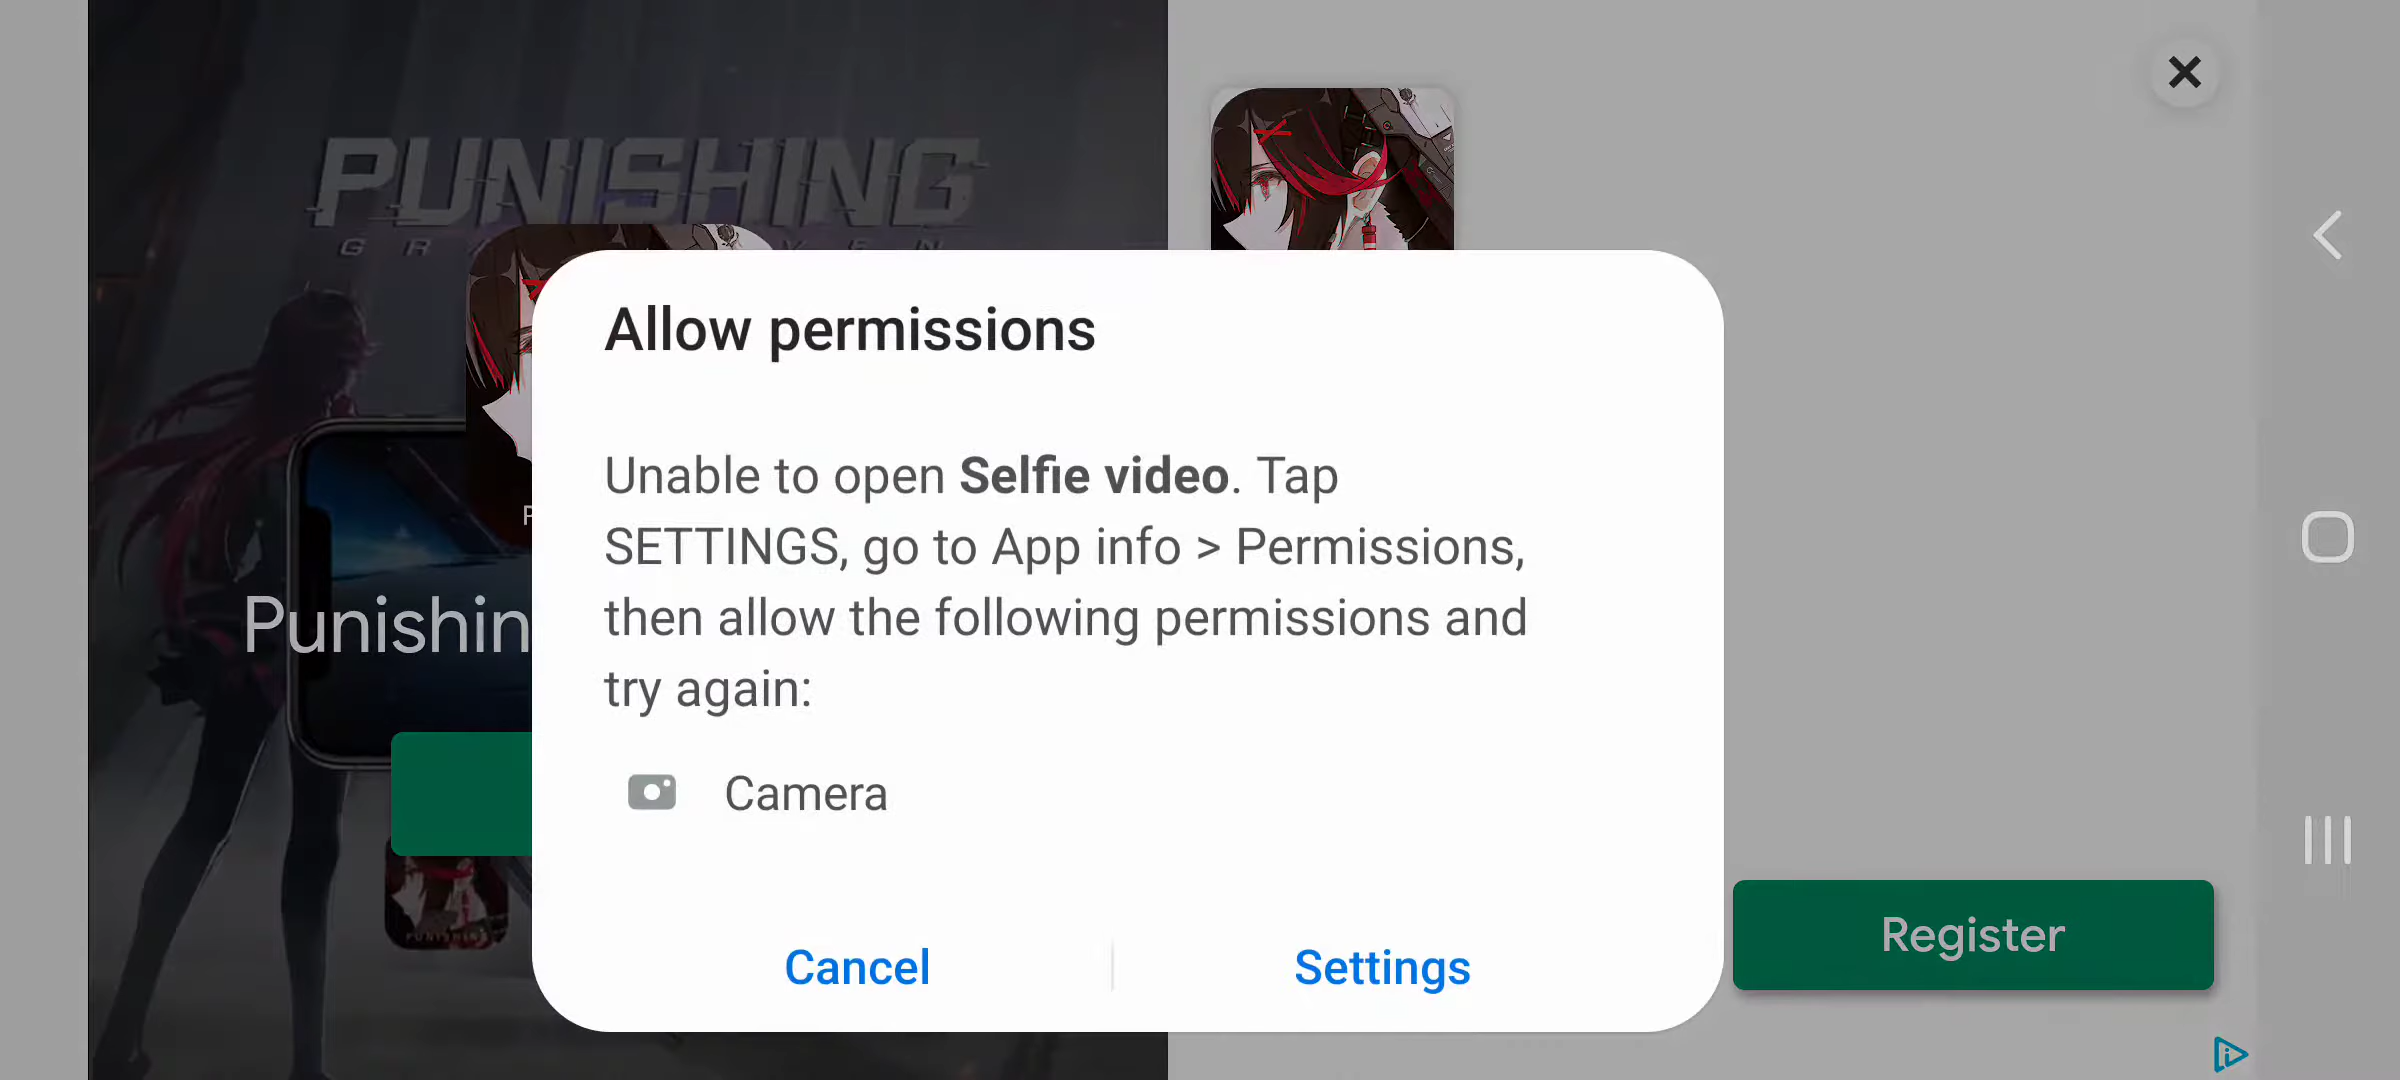 PUNISHING
Allow permissions
Unable to open Selfie video. Tap
SETTINGS, go to App info > Permissions,
then allow the following permissions and
try again:
Punishin
Camera
PUNISHING
Cancel
Settings
Register